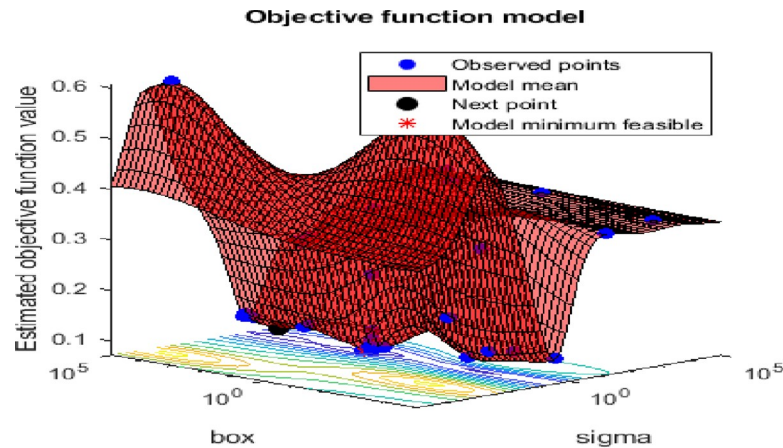 Objective function model
Observed points
Model mean
Next point
Model minimum feasible
Estimated objective function value
0.6
0.5
0.4
0.3
0.2
0.1
10^5
10^0
box
10^0
10^5
sigma